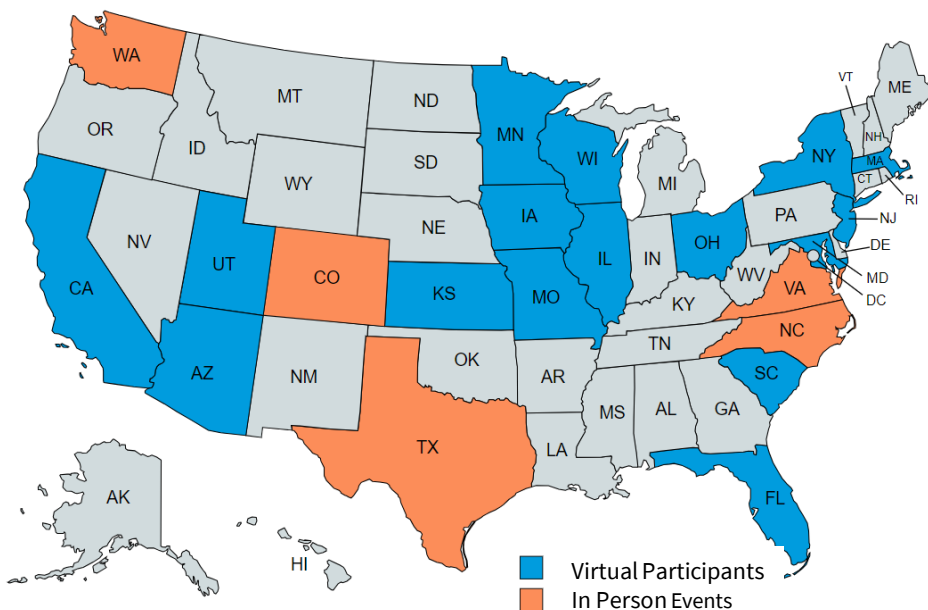 WA
MT
ND
MN
VT
ME
OR
ID
SD
WI
NY
NH
MA
WY
MI
CT
RI
IA
PA
NJ
NV
NE
OH
DE
UT
IL
IN
WV
MD
CA
CO
KS
MO
VA
DC
KY
NC
TN
AZ
NM
OK
AR
SC
MS
AL
GA
TX
LA
AK
FL
HI
Virtual Participants
In Person Events